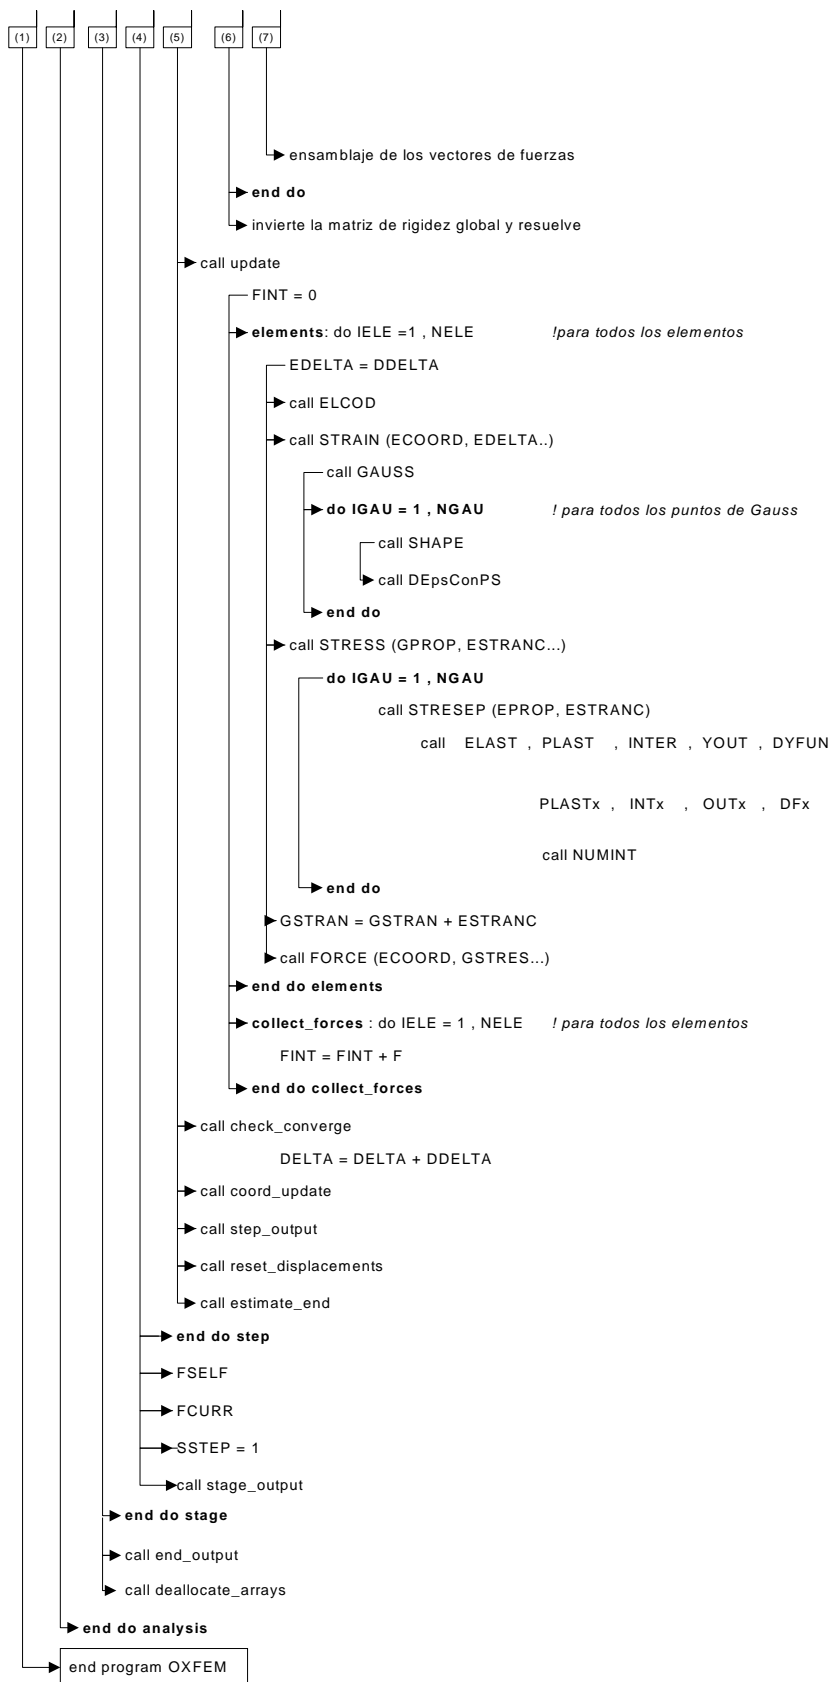 (1) (2) (3) (4) (5) (6) (7)
ensamblaje de los vectores de fuerzas
end do
invierte la matriz de rigidez global y resuelve
call update
FINT = 0
elements: do IELE =1 , NELE !para todos los elementos
EDELTA = DDELTA
call ELCOD
call STRAIN (ECOORD, EDELTA..)
call GAUSS
do IGAU = 1 , NGAU ! para todos los puntos de Gauss
call SHAPE
call DEpsConPS
end do
call STRESS (GPROP, ESTRANC...)
do IGAU = 1 , NGAU
call STRESEP (EPROP, ESTRANC)
call ELAST , PLAST , INTER , YOUT , DYFUN
PLASTx , INTx , OUTx , DFx
call NUMINT
end do
GSTRAN = GSTRAN + ESTRANC
call FORCE (ECOORD, GSTRES...)
end do elements
collect_forces : do IELE = 1 , NELE ! para todos los elementos
FINT = FINT + F
end do collect_forces
call check_converge
DELTA = DELTA + DDELTA
call coord_update
call step_output
call reset_displacements
call estimate_end
end do step
FSELF
FCURR
SSTEP = 1
call stage_output
end do stage
call end_output
call deallocate_arrays
end do analysis
end program OXFEM